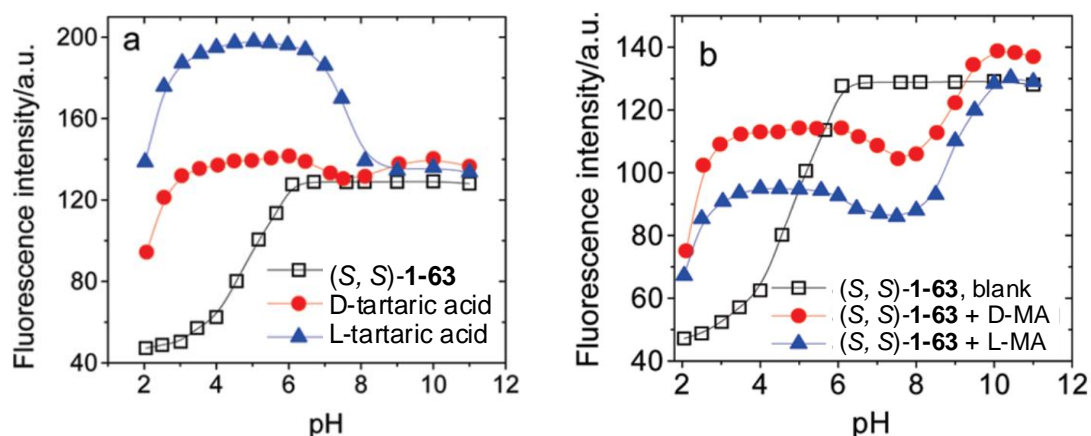 a
Fluorescence intensity/a.u.
200
160
120
80
40
0 2 4 6 8 10 12
pH
(S, S)-1-63
D-tartaric acid
L-tartaric acid
b
Fluorescence intensity/a.u.
140
120
100
80
60
40
2 4 6 8 10 12
pH
(S, S)-1-63, blank
(S, S)-1-63 + D-MA
(S, S)-1-63 + L-MA